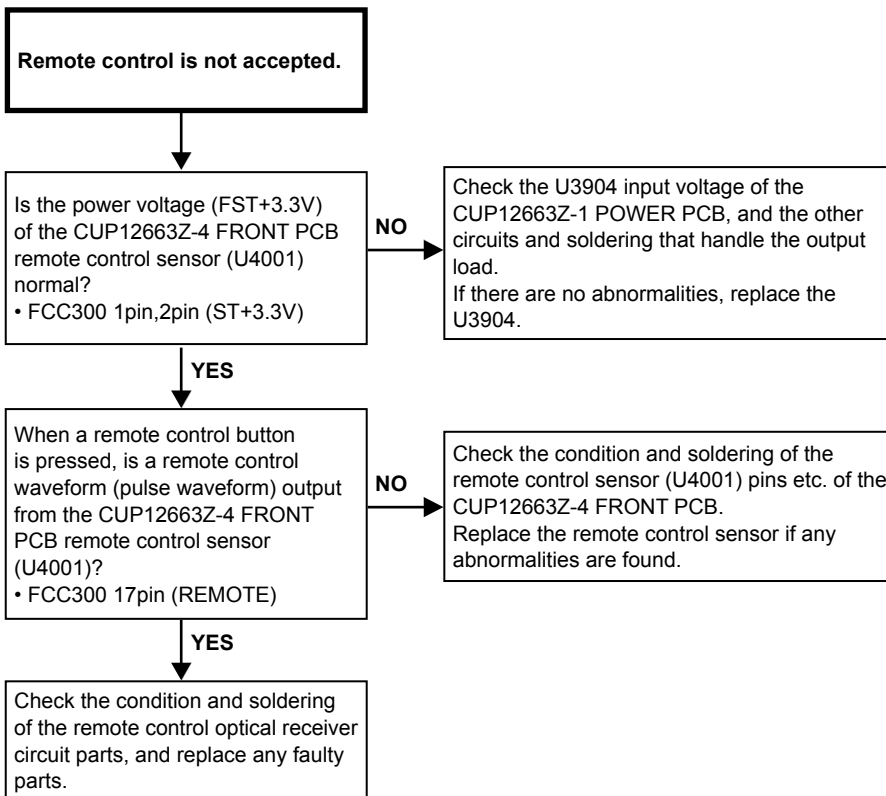 Remote control is not accepted.
Is the power voltage (FST+3.3V)
of the CUP12663Z-4 FRONT PCB
remote control sensor (U4001)
normal?
• FCC300 1pin,2pin (ST+3.3V)
NO
Check the U3904 input voltage of the
CUP12663Z-1 POWER PCB, and the other
circuits and soldering that handle the output
load.
If there are no abnormalities, replace the
U3904.
YES
When a remote control button
is pressed, is a remote control
waveform (pulse waveform) output
from the CUP12663Z-4 FRONT
PCB remote control sensor
(U4001)?
• FCC300 17pin (REMOTE)
NO
Check the condition and soldering of the
remote control sensor (U4001) pins etc. of the
CUP12663Z-4 FRONT PCB.
Replace the remote control sensor if any
abnormalities are found.
YES
Check the condition and soldering
of the remote control optical receiver
circuit parts, and replace any faulty
parts.